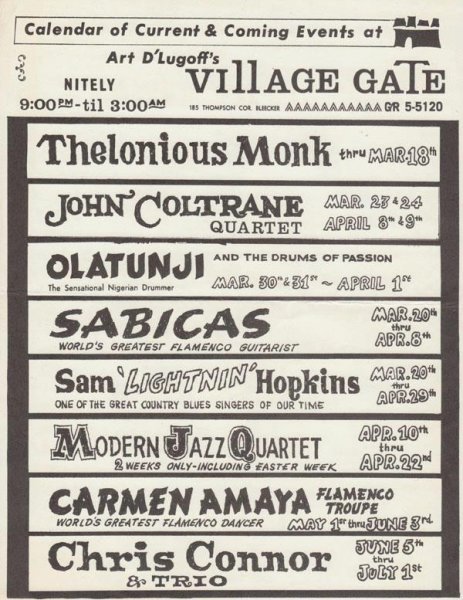 Calendar of Current & Coming Events at
Art D'Lugoff's
VillAGE GATE
NITELY
9:00PM-til 3:00AM
185 THOMPSON COR. BLEECKER GR 5-5120
Thelonious Monk thru MAR. 18th
JOHN COLTRANE
QUARTET
MAR. 23 & 24
APRIL 8th & 9th
OLATUNJI AND THE DRUMS OF PASSION
The Sensational Nigerian Drummer
MAR. 30th & 31st ~ APRIL 1st
SABICAS
WORLD'S GREATEST FLAMENCO GUITARIST
MAR. 20th
thru
APR. 8th
Sam 'LIGHTNIN' Hopkins
ONE OF THE GREAT COUNTRY BLUES SINGERS OF OUR TIME
MAR. 20th
thru
APR. 29th
MODERN JAZZ QUARTET
2 WEEKS ONLY-INCLUDING EASTER WEEK
APR. 10th
thru
APR. 22nd
CARMEN AMAYA FLAMENCO
TROUPE
WORLD'S GREATEST FLAMENCO DANCER
MAY 1st thru JUNE 3rd.
Chris Connor
& TRIO
JUNE 5th
thru
JULY 1st